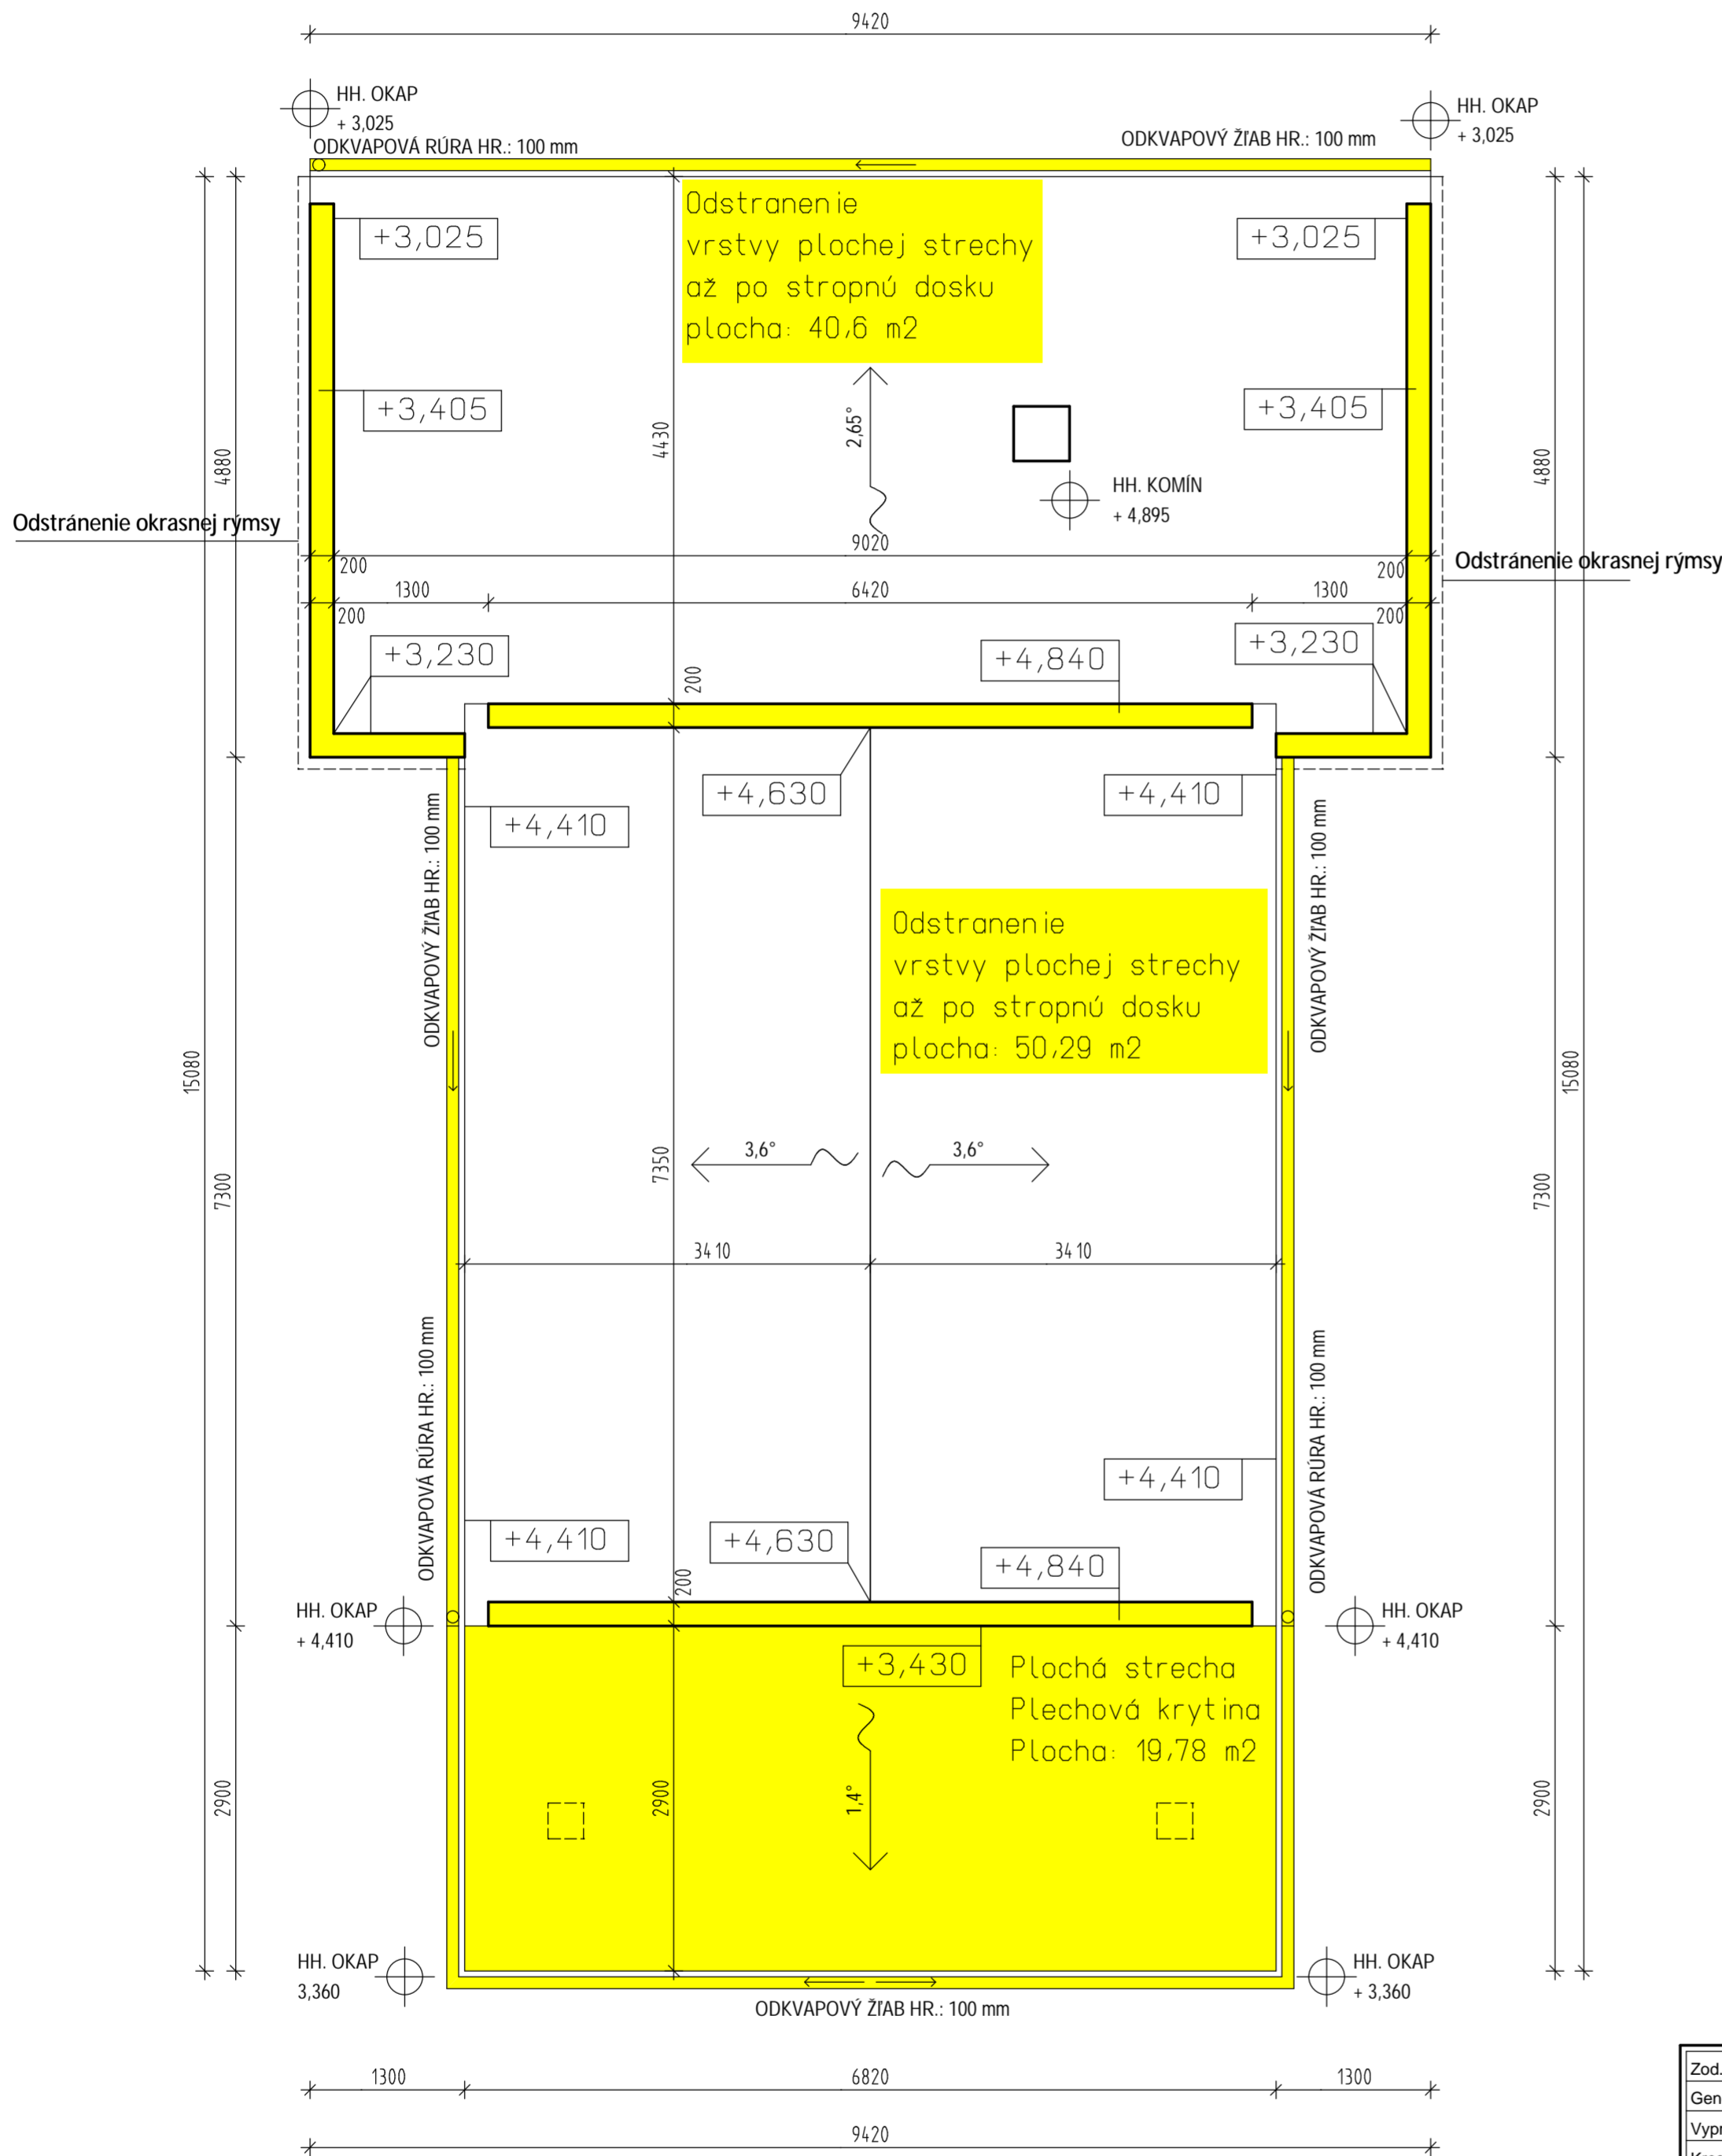 9420
HH. OKAP
+ 3,025
HH. OKAP
+ 3,025
ODKVAPOVÁ RÚRA HR.: 100 mm
ODKVAPOVÝ ŽĽAB HR.: 100 mm
Odstranenie
vrstvy plochej strechy
až po stropnú dosku
plocha: 40,6 m2
+3,025
+3,025
+3,405
+3,405
2,65°
4430
4880
4880
HH. KOMÍN
+ 4,895
Odstránenie okrasnej rýmsy
Odstránenie okrasnej rýmsy
9020
200
200
1300
6420
1300
200
200
+3,230
+4,840
+3,230
200
+4,630
+4,410
+4,410
ODKVAPOVÝ ŽĽAB HR.: 100 mm
ODKVAPOVÝ ŽĽAB HR.: 100 mm
Odstranenie
vrstvy plochej strechy
až po stropnú dosku
plocha: 50,29 m2
15080
15080
7300
7350
7300
3,6°
3,6°
3410
3410
ODKVAPOVÁ RÚRA HR.: 100 mm
ODKVAPOVÁ RÚRA HR.: 100 mm
+4,410
+4,410
+4,630
+4,840
200
HH. OKAP
+ 4,410
HH. OKAP
+ 4,410
+3,430
Plochá strecha
Plechová krytina
Plocha: 19,78 m2
2900
2900
1,4°
2900
HH. OKAP
3,360
HH. OKAP
+ 3,360
ODKVAPOVÝ ŽĽAB HR.: 100 mm
1300
6820
1300
9420
Zod.
Gen
Vypr